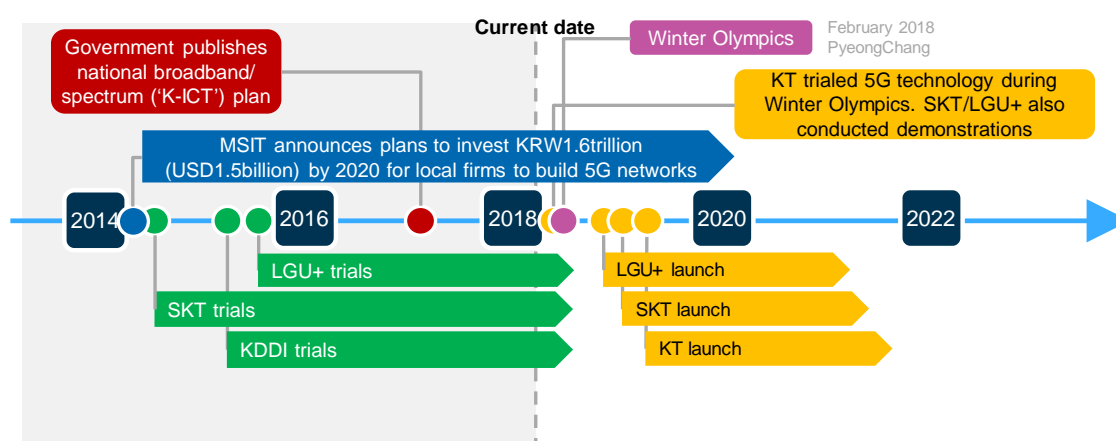 Current date
Winter Olympics
February 2018
PyeongChang
Government publishes
national broadband/
spectrum (‘K-ICT’) plan
KT trialed 5G technology during
Winter Olympics. SKT/LGU+ also
conducted demonstrations
MSIT announces plans to invest KRW1.6trillion
(USD1.5billion) by 2020 for local firms to build 5G networks
2014
2016
2018
2020
2022
LGU+ trials
LGU+ launch
SKT trials
SKT launch
KDDI trials
KT launch